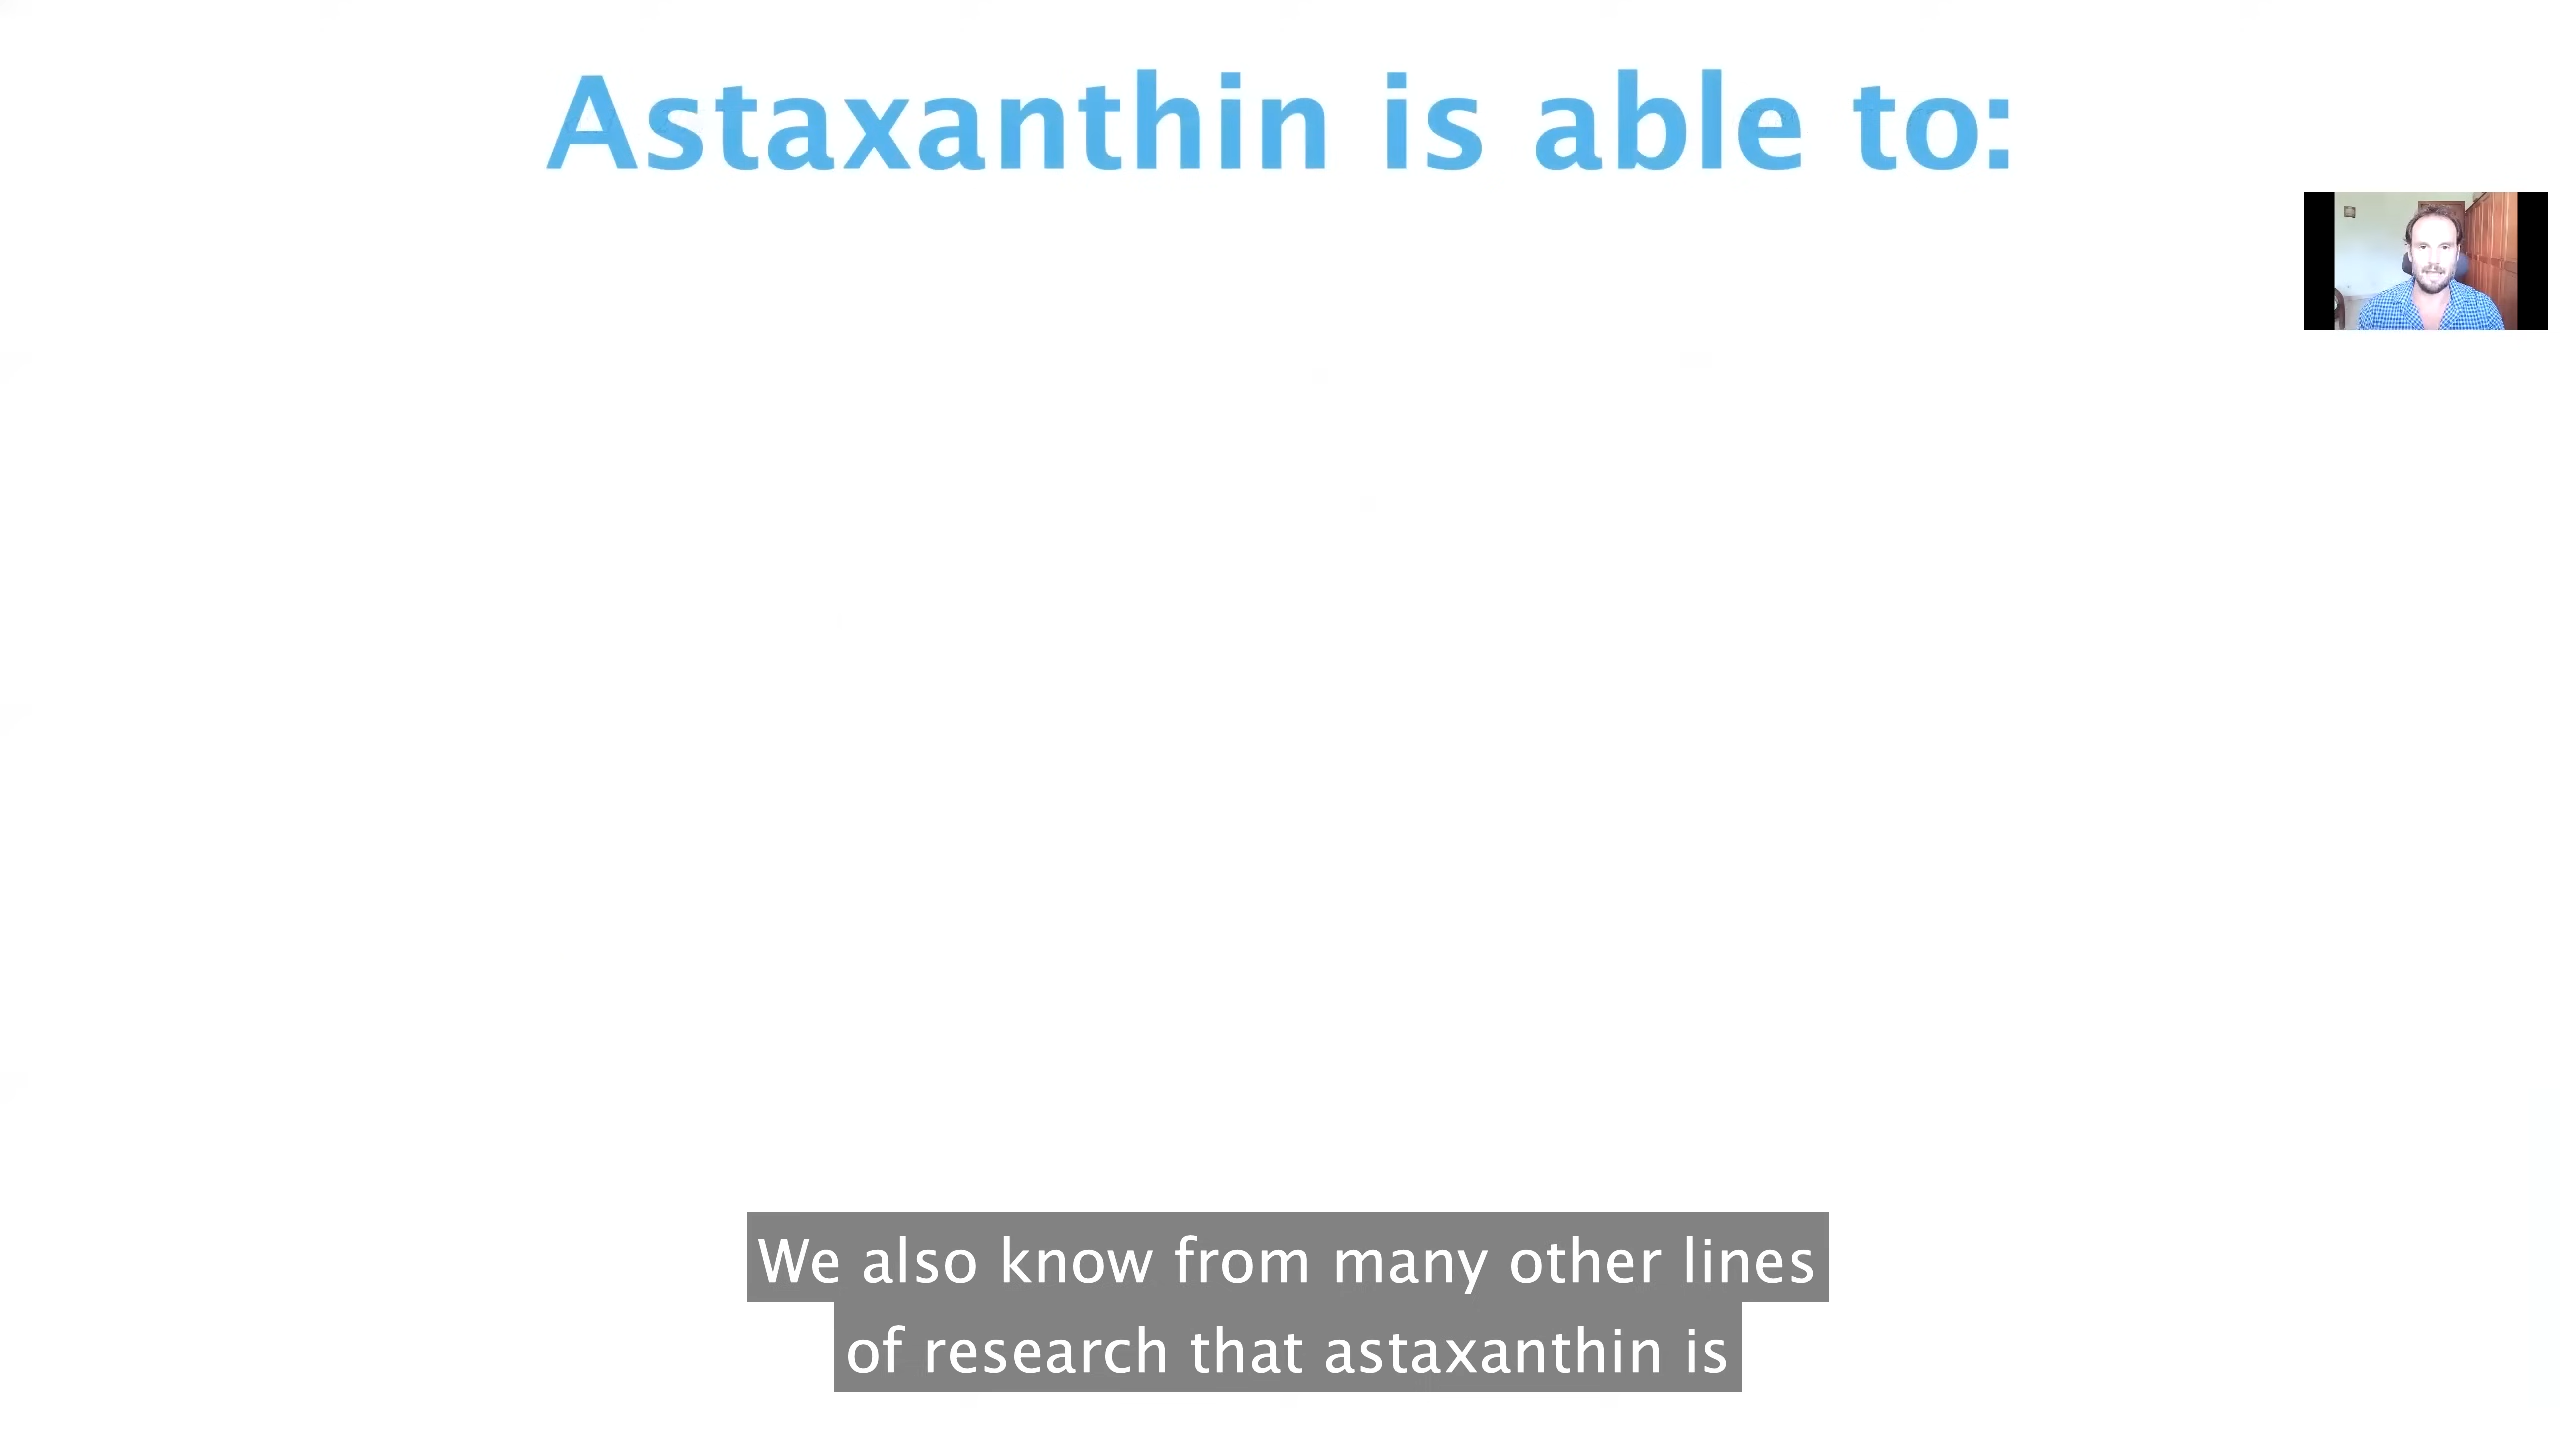 Astaxanthin is able to:
We also know from many other lines
of research that astaxanthin is